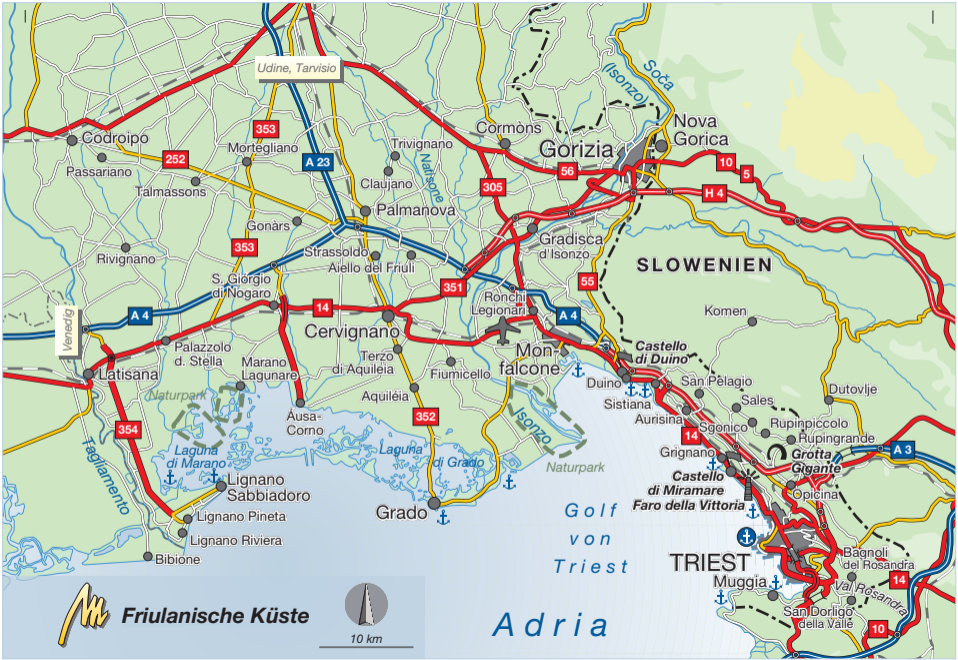 Udine, Tarvisio
Soča
(Isonzo)
Codroipo
Passariano
252
Talmassons
353
Mortegliano
A 23
Trivignano
Claujano
Natisone
Cormòns
Gorizia
Nova
Gorica
56
10
5
H 4
305
Palmanova
Gonàrs
Rivignano
353
Strassoldo
Aiello del Friuli
Gradisca
d'Isonzo
55
SLOWENIEN
S. Giorgio
di Nogaro
351
Ronchi
Legionari
14
A 4
Venedig
A 4
Cervignano
Komen
Palazzolo
d. Stella
Marano
Lagunare
Terzo
di Aquileia
Fiumicello
Mon-
falcone
Castello
di Duino
Latisana
Naturpark
Aquiléia
Duino
Sistiana
San Pelagio
Sales
Dutovlje
Ausa-
Corno
352
Isonzo
Aurisina
Sgonico
Rupinpiccolo
Rupingrande
354
14
A 3
Tagliamento
Laguna
di Marano
Laguna di Grado
Naturpark
Grignano
Grotta
Gigante
Lignano
Sabbiadoro
Castello
di Miramare
Faro della Vittoria
Opicina
Grado
Lignano Pineta
Lignano Riviera
Bibione
Golf
von
Triest
TRIEST
Muggia
Bagnoli
del Rosandra
Val Rosandra
14
San Dorligo
della Valle
10
Adria
Friulanische Küste
10 km